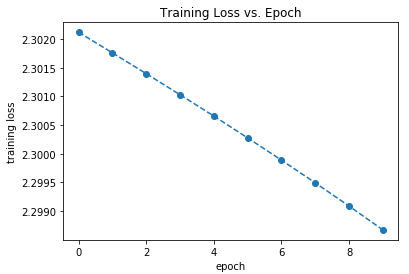 Training Loss vs. Epoch
2.3020
2.3015
2.3010
2.3005
2.3000
2.2995
2.2990
training loss
0 2 4 6 8
epoch